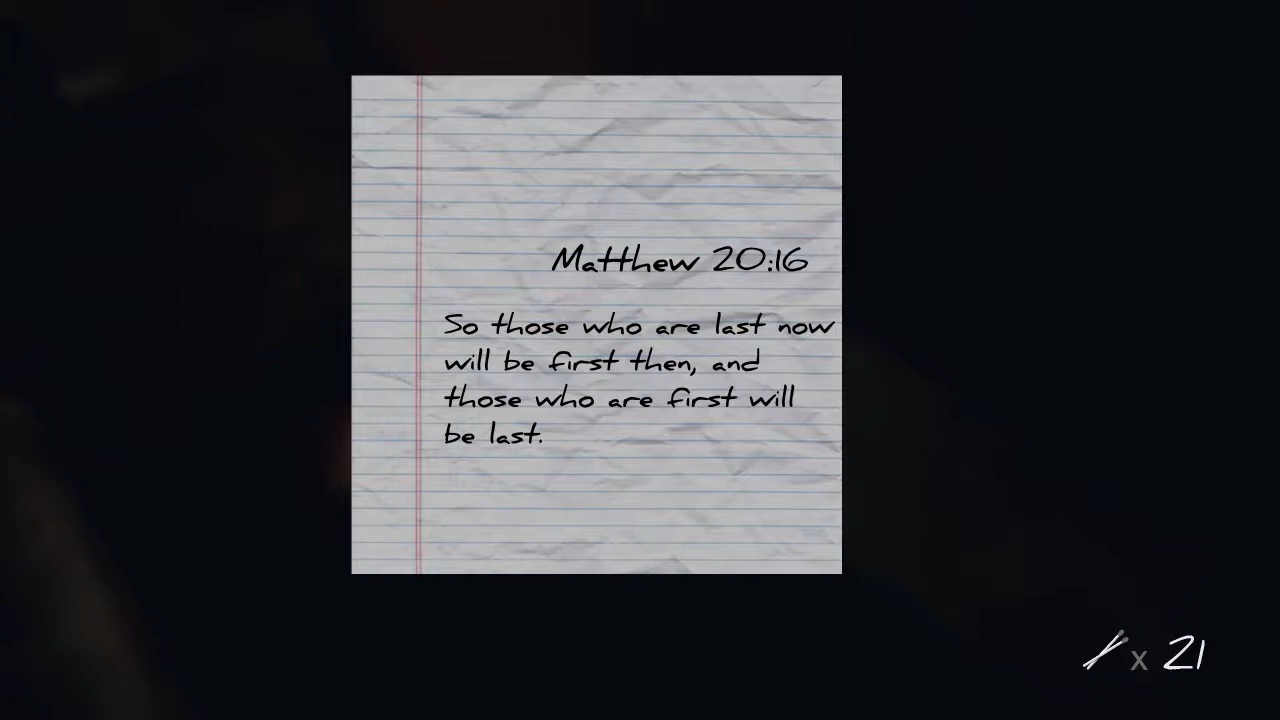 Matthew 20:16
So those who are last now
will be first then, and
those who are first will
be last.
x 21